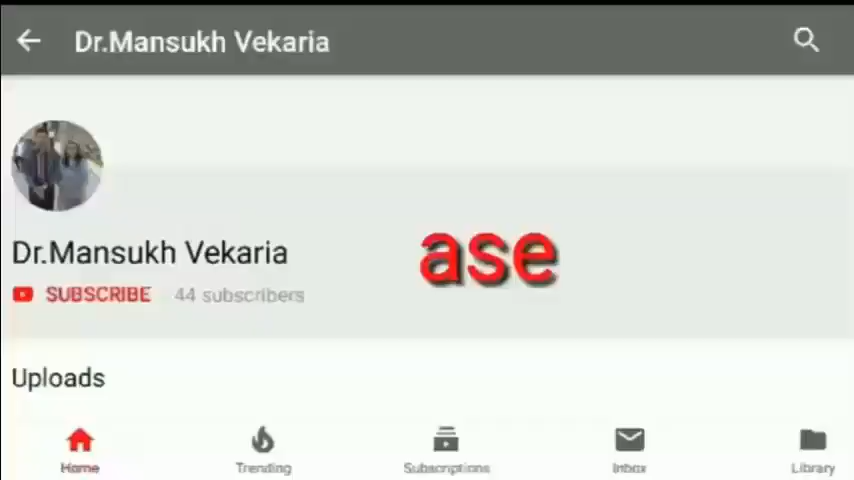 Dr.Mansukh Vekaria
Dr.Mansukh Vekaria
ase
SUBSCRIBE 44 subscribers
Uploads
Home Trending Subscriptions Inbox Library